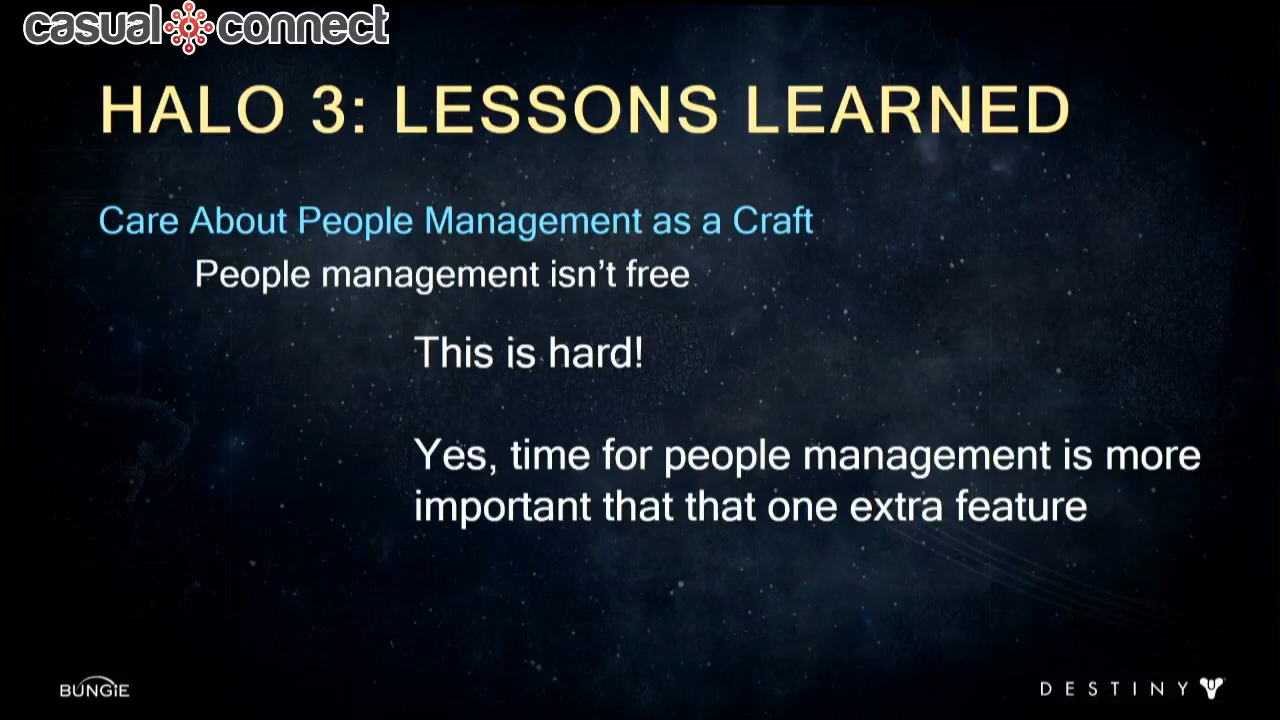 casual connect
HALO 3: LESSONS LEARNED
Care About People Management as a Craft
People management isn’t free
This is hard!
Yes, time for people management is more
important that that one extra feature
BUNGiE
DESTINY